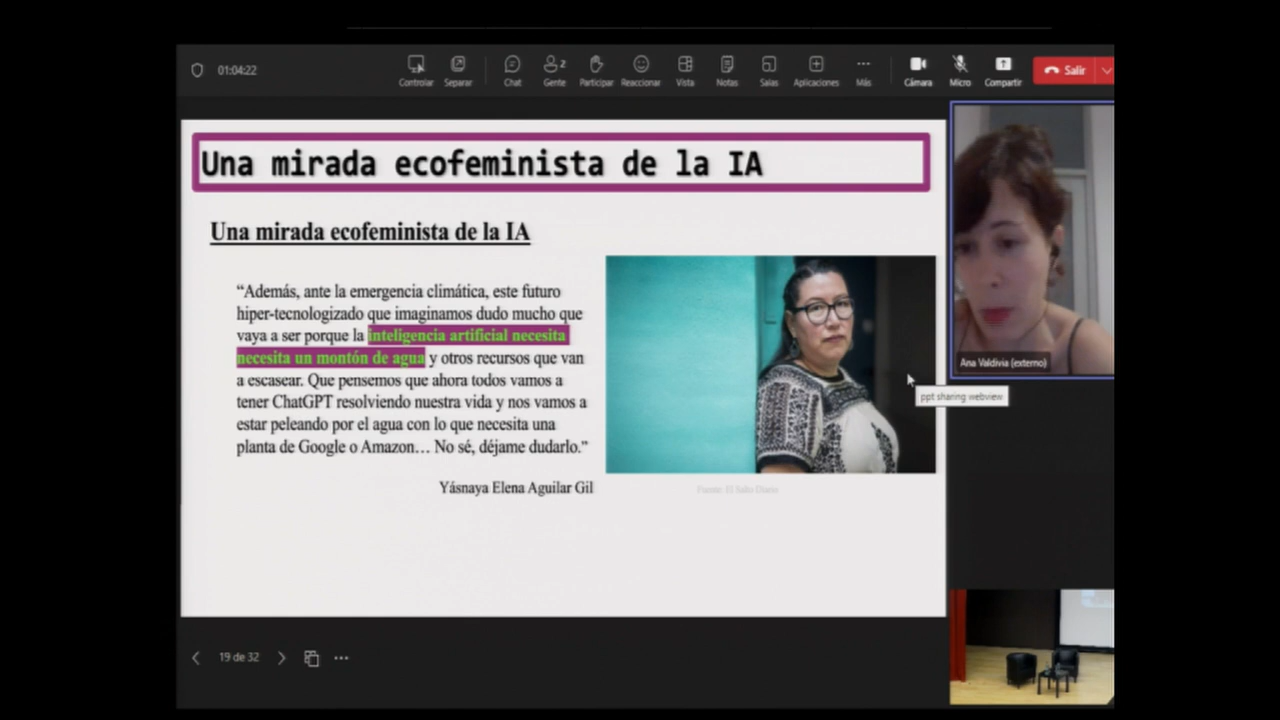 01:04:22
Controlar
Separar
Chat
Gente
2
Participar
Reaccionar
Vista
Notas
Salas
Aplicaciones
Más
Cámara
Micro
Compartir
Salir
Una mirada ecofeminista de la IA
Una mirada ecofeminista de la IA
“Además, ante la emergencia climática, este futuro
hiper-tecnologizado que imaginamos dudo mucho que
vaya a ser porque la inteligencia artificial necesita
necesita un montón de agua y otros recursos que van
a escasear. Que pensemos que ahora todos vamos a
tener ChatGPT resolviendo nuestra vida y nos vamos a
estar peleando por el agua con lo que necesita una
planta de Google o Amazon… No sé, déjame dudarlo.”
Yásnaya Elena Aguilar Gil
Fuente: El Salto Diario
Ana Valdivia (externo)
ppt sharing webview
19 de 32